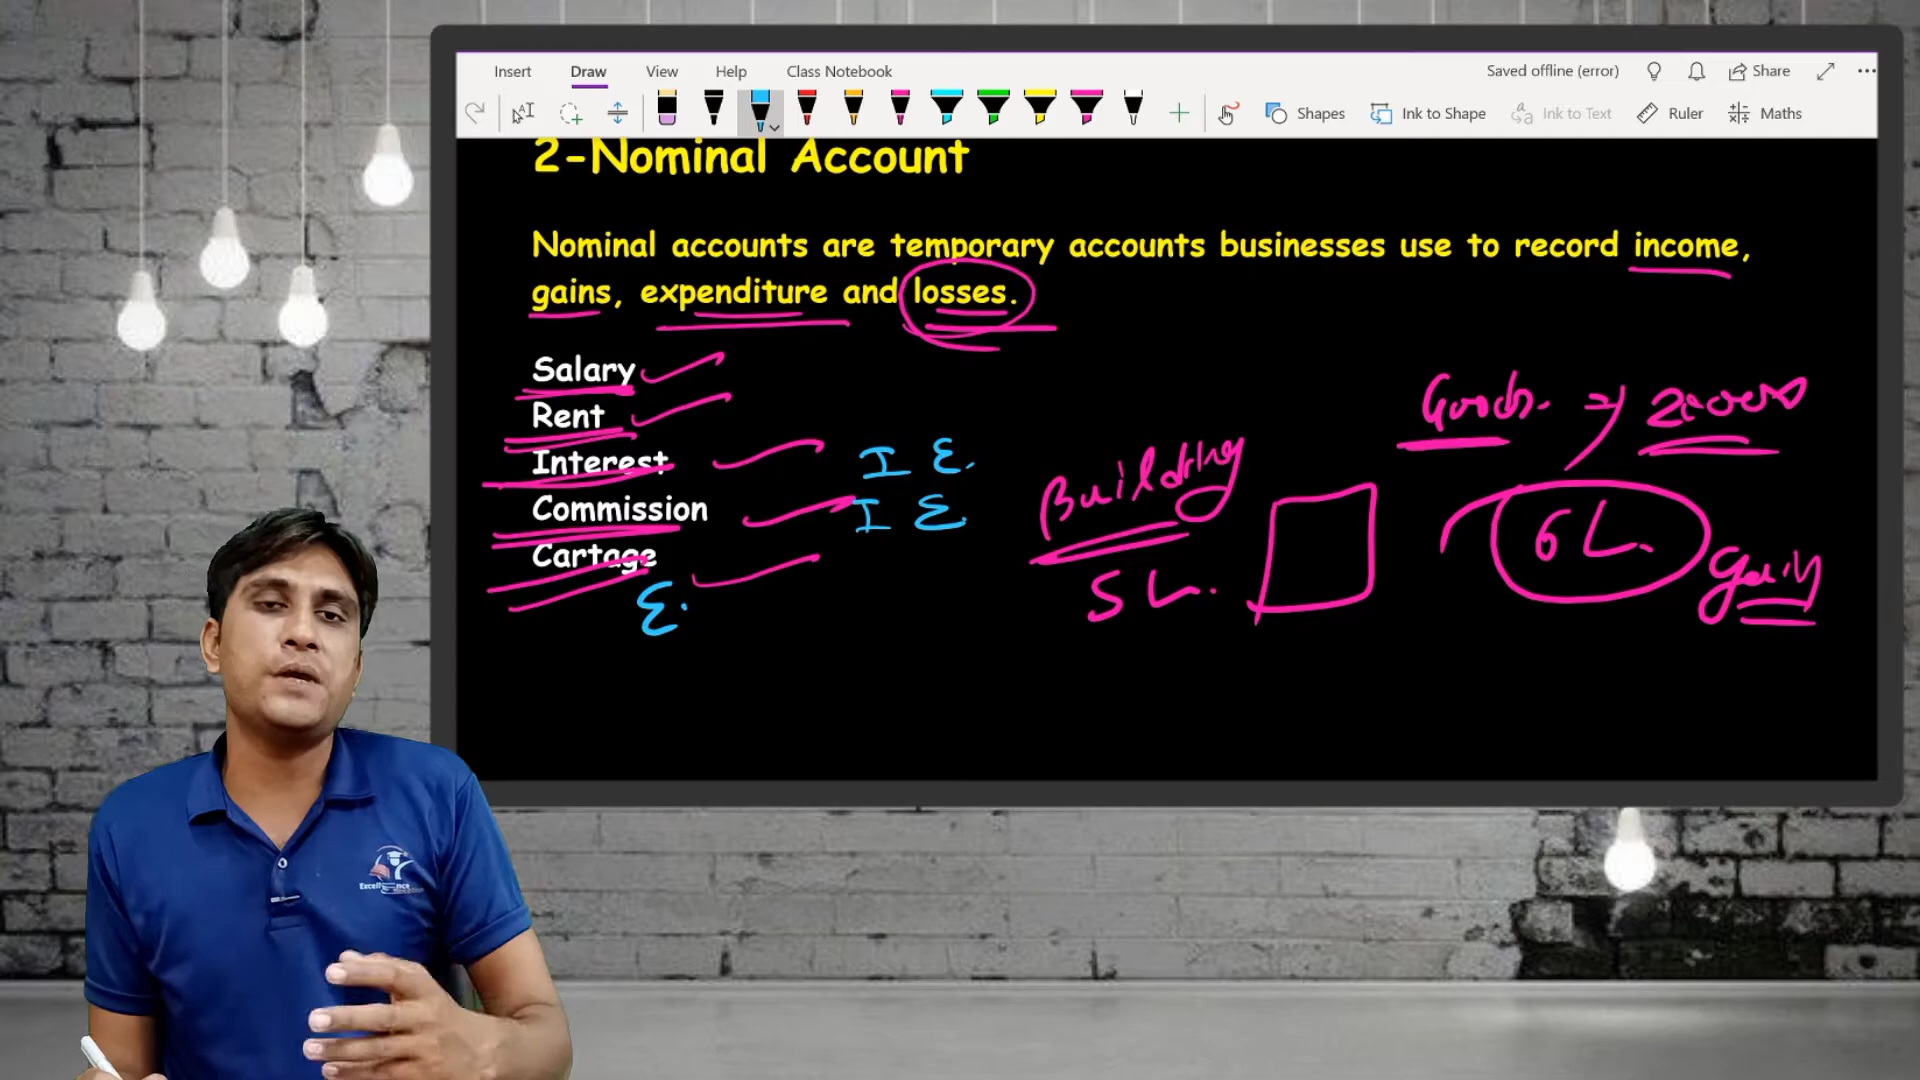 Insert Draw View Help Class Notebook Saved offline (error) Share
Shapes Ink to Shape Ink to Text Ruler Maths
2-Nominal Account
Nominal accounts are temporary accounts businesses use to record income,
gains, expenditure and losses.
Salary
Rent
Interest I E.
Commission I E
Cartage
E.
Building
5 L.
Goods.
6 L.
Gain